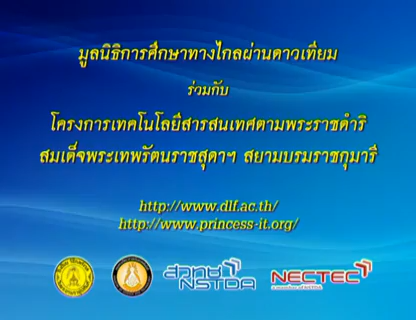 มูลนิธิการศึกษาทางไกลผ่านดาวเทียม
ร่วมกับ
โครงการเทคโนโลยีสารสนเทศตามพระราชดำริ
สมเด็จพระเทพรัตนราชสุดาฯ สยามบรมราชกุมารี
http://www.dlf.ac.th/
http://www.princess-it.org/
สวทช
NSTDA
NECTEC
a member of NSTDA